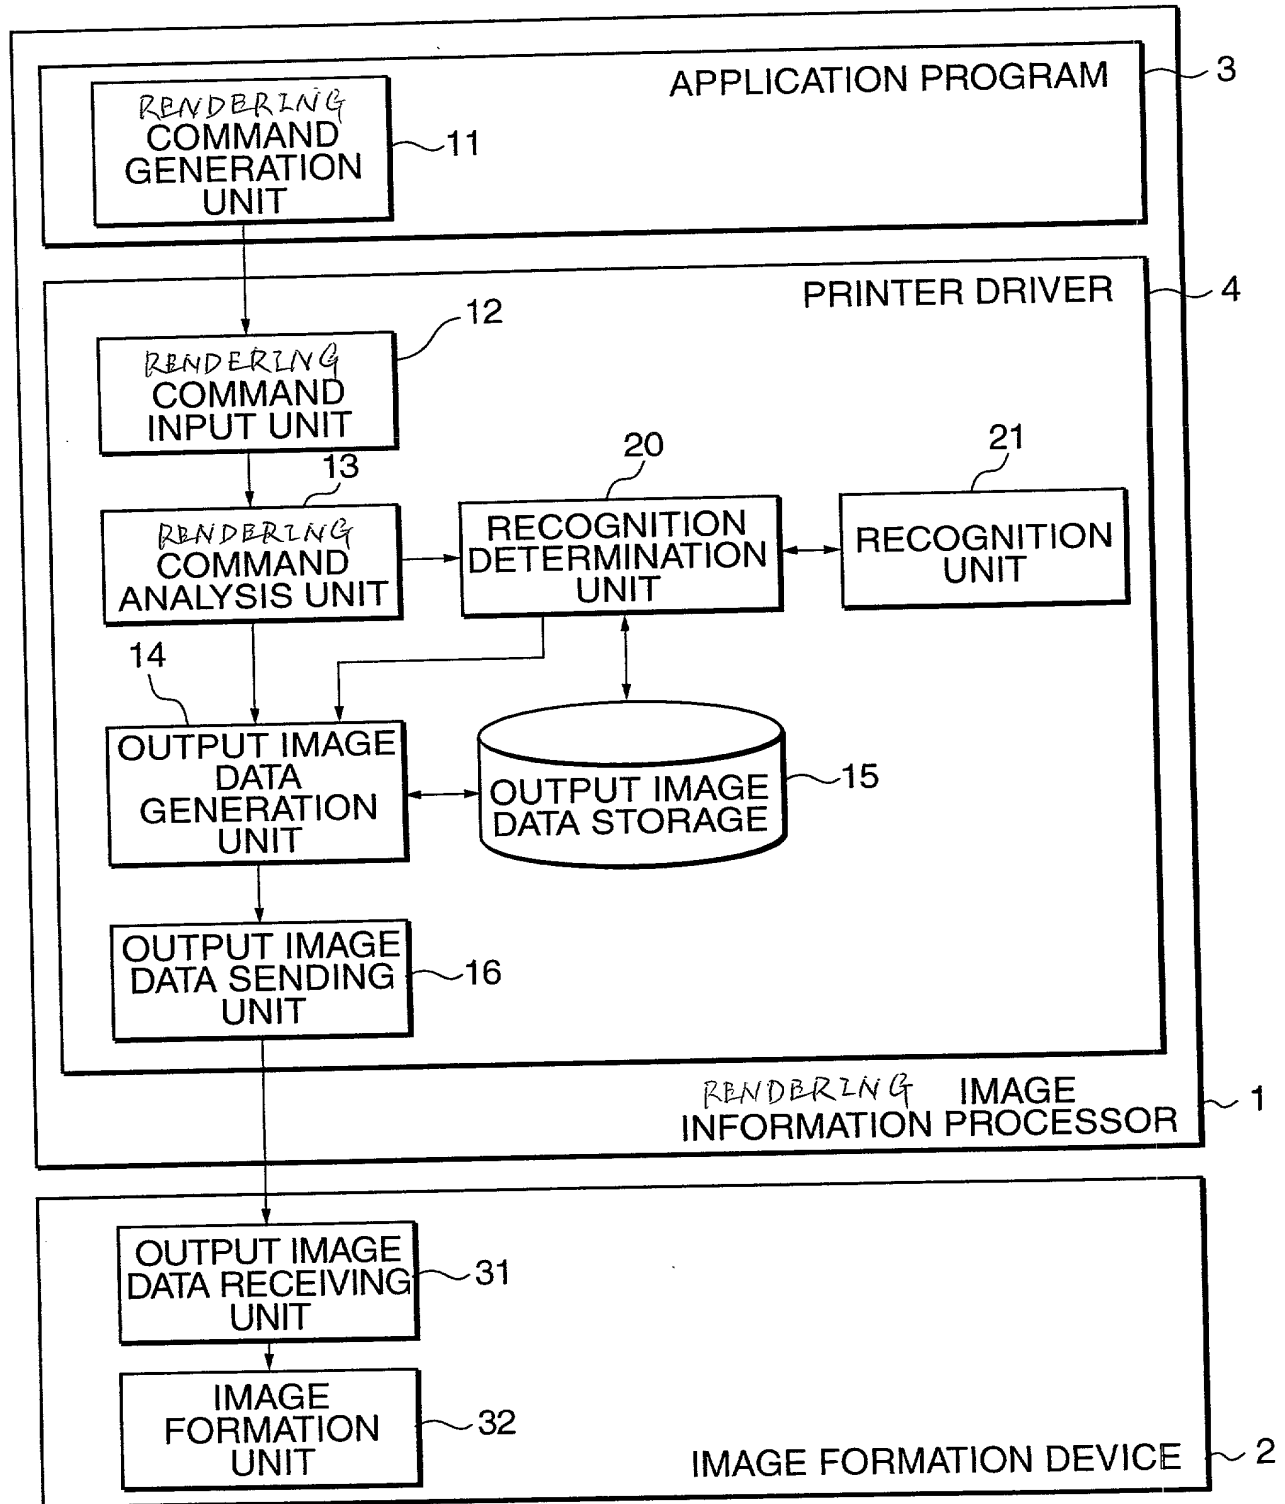 APPLICATION PROGRAM
3
RENDERING
COMMAND
GENERATION
UNIT
11
PRINTER DRIVER
4
12
RENDERING
COMMAND
INPUT UNIT
13
RENDERING
COMMAND
ANALYSIS UNIT
20
RECOGNITION
DETERMINATION
UNIT
21
RECOGNITION
UNIT
14
OUTPUT IMAGE
DATA
GENERATION
UNIT
OUTPUT IMAGE
DATA STORAGE
15
OUTPUT IMAGE
DATA SENDING
UNIT
16
RENDERING IMAGE
INFORMATION PROCESSOR
1
OUTPUT IMAGE
DATA RECEIVING
UNIT
31
IMAGE
FORMATION
UNIT
32
IMAGE FORMATION DEVICE
2